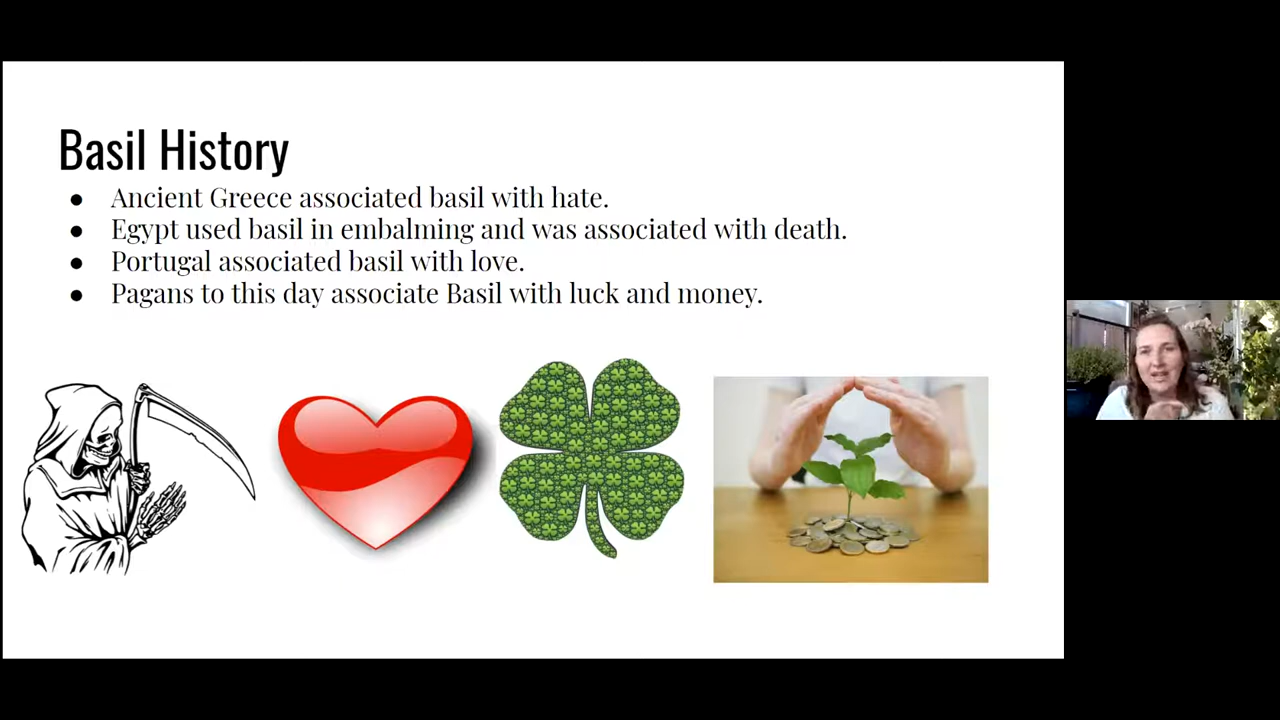 Basil History
● Ancient Greece associated basil with hate.
● Egypt used basil in embalming and was associated with death.
● Portugal associated basil with love.
● Pagans to this day associate Basil with luck and money.